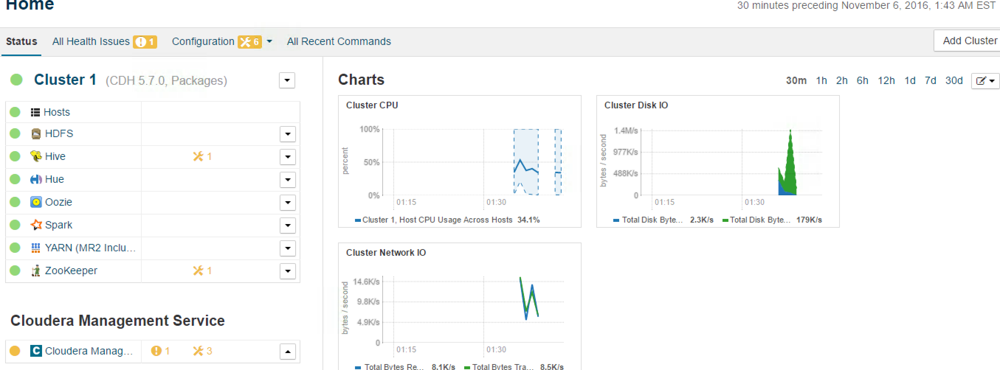 Home
30 minutes preceding November 6, 2016, 1:43 AM EST
Status All Health Issues 1 Configuration 6 All Recent Commands Add Cluster
Cluster 1 (CDH 5.7.0, Packages)
Hosts
HDFS
Hive 1
Hue
Oozie
Spark
YARN (MR2 Inclu...
ZooKeeper 1
Cloudera Management Service
C Cloudera Manag... 1 3
Charts
30m 1h 2h 6h 12h 1d 7d 30d
Cluster CPU
percent
100%
50%
0%
01:15 01:30
Cluster 1, Host CPU Usage Across Hosts 34.1%
Cluster Disk IO
bytes / second
1.4M/s
977K/s
488K/s
0
01:15 01:30
Total Disk Byte... 2.3K/s Total Disk Byte... 179K/s
Cluster Network IO
bytes / second
14.6K/s
9.8K/s
4.9K/s
0
01:15 01:30
Total Bytes Re... 8.1K/s Total Bytes Tra... 8.5K/s